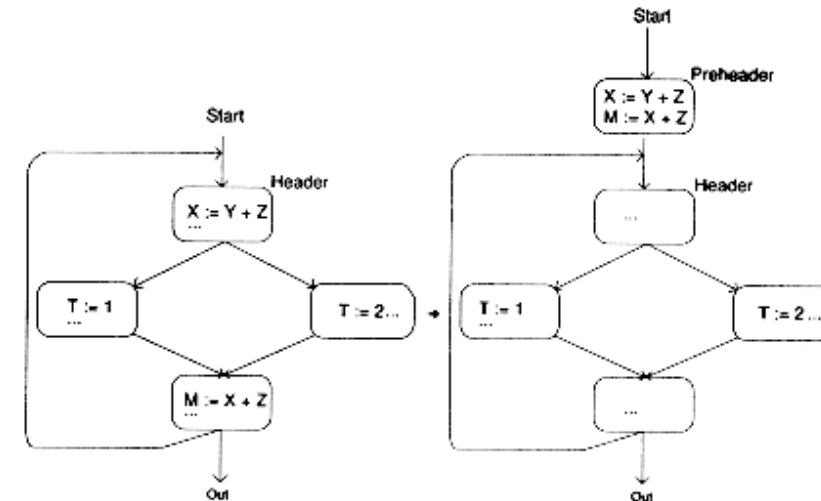 Start
Header
X := Y + Z
...
T := 1
...
T := 2...
M := X + Z
...
Out
Start
Preheader
X := Y + Z
M := X + Z
Header
...
T := 1
...
T := 2...
...
Out